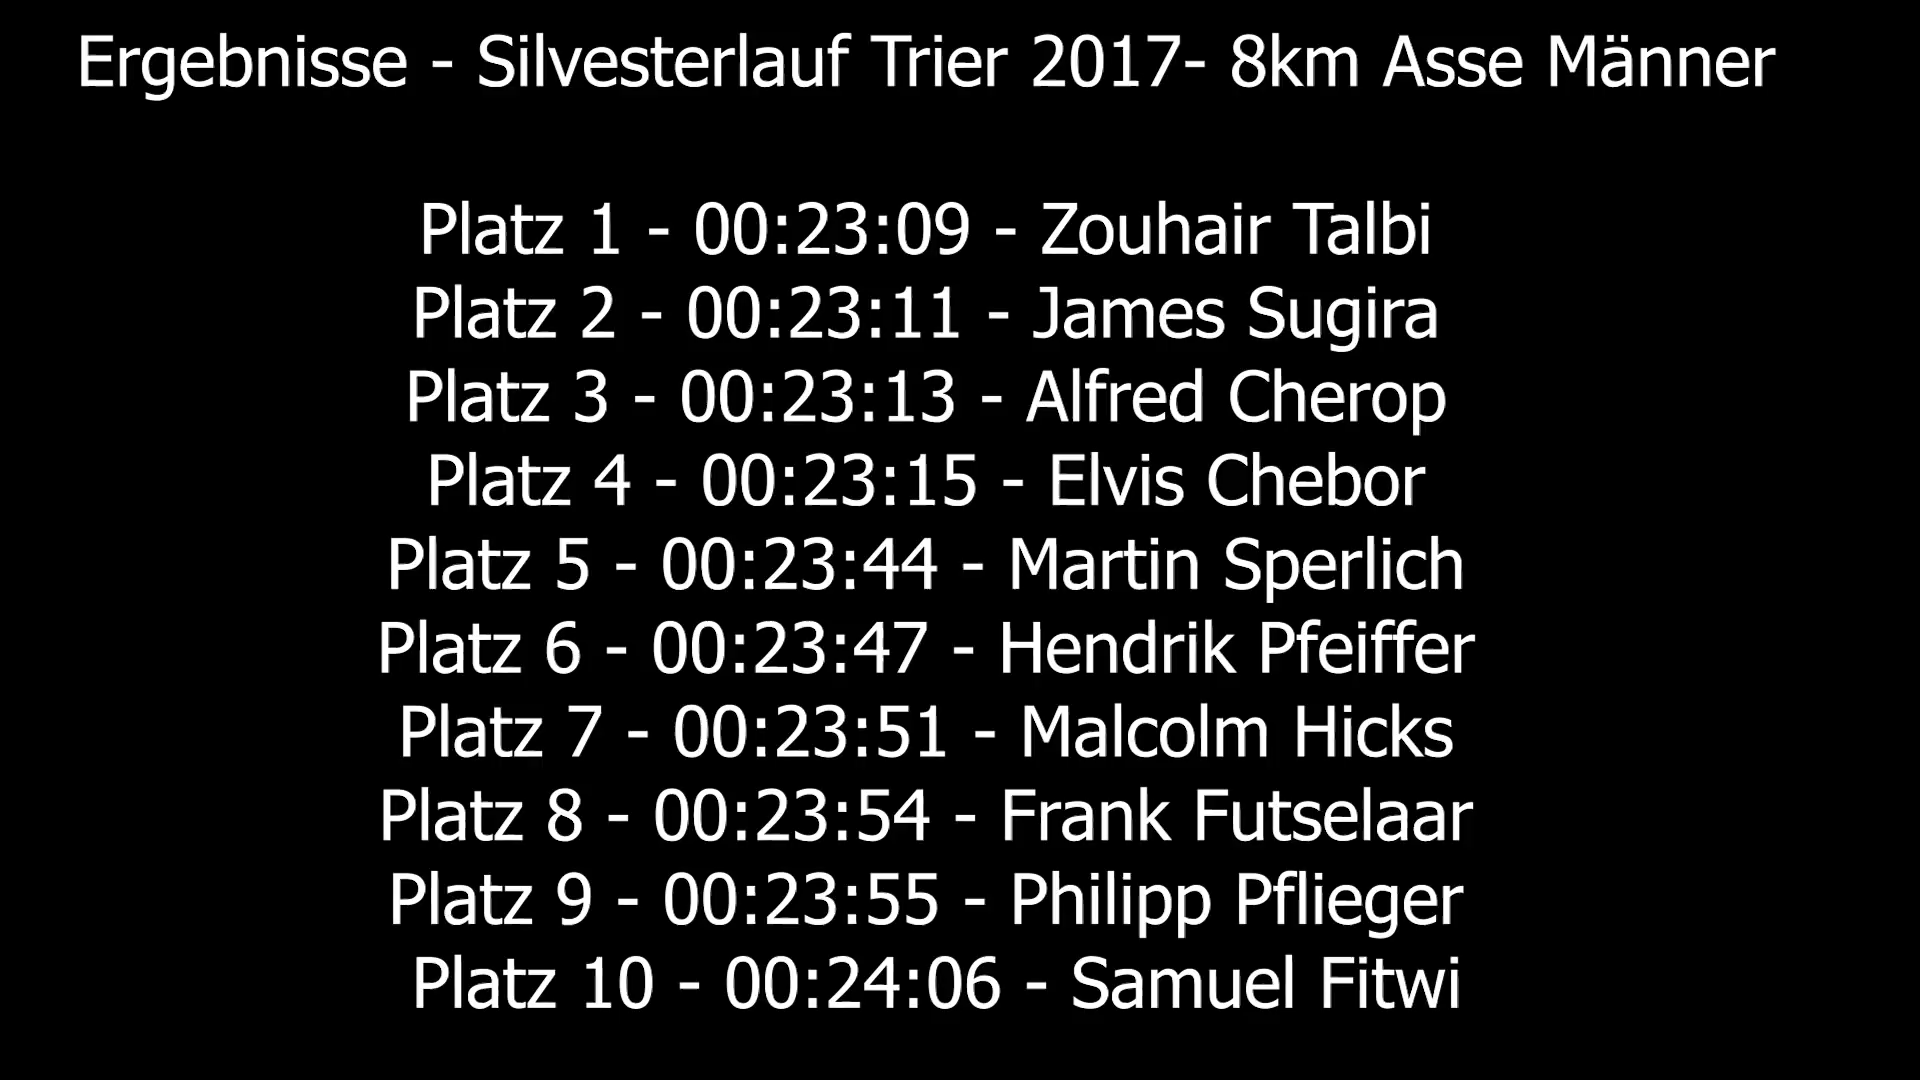 Ergebnisse - Silvesterlauf Trier 2017- 8km Asse Männer
Platz 1 - 00:23:09 - Zouhair Talbi
Platz 2 - 00:23:11 - James Sugira
Platz 3 - 00:23:13 - Alfred Cherop
Platz 4 - 00:23:15 - Elvis Chebor
Platz 5 - 00:23:44 - Martin Sperlich
Platz 6 - 00:23:47 - Hendrik Pfeiffer
Platz 7 - 00:23:51 - Malcolm Hicks
Platz 8 - 00:23:54 - Frank Futselaar
Platz 9 - 00:23:55 - Philipp Pflieger
Platz 10 - 00:24:06 - Samuel Fitwi